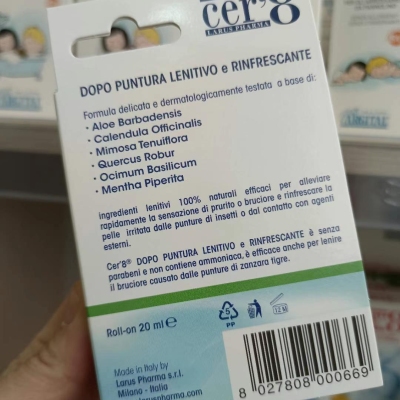 cer'8
LARUS PHARMA
DOPO PUNTURA LENITIVO e RINFRESCANTE
Formula delicata e dermatologicamente testata a base di:
• Aloe Barbadensis
• Calendula Officinalis
• Mimosa Tenuiflora
• Quercus Robur
• Ocimum Basilicum
• Mentha Piperita
Ingredienti lenitivi 100% naturali efficaci per alleviare
rapidamente la sensazione di prurito o bruciore e rinfrescare la
pelle irritata dalle punture di insetti o dal contatto con agenti
esterni.
Cer'8® DOPO PUNTURA LENITIVO e RINFRESCANTE è senza
parabeni e non contiene ammoniaca, è efficace anche per lenire
il bruciore causato dalle punture di zanzara tigre.
5
PP
12 M
Roll-on 20 ml e
Made in Italy by
Larus Pharma s.r.l.
Milano - Italia
laruspharma.com
8 027808 000669